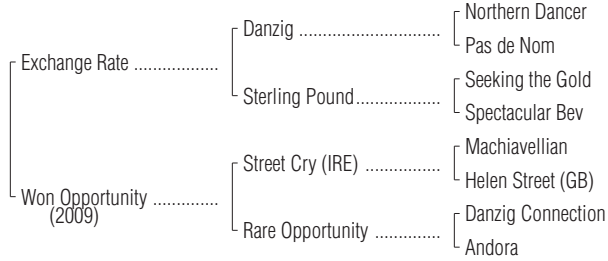 Northern Dancer
Danzig ..............................
Pas de Nom
Exchange Rate ..................
Seeking the Gold
Sterling Pound..................
Spectacular Bev
Machiavellian
Street Cry (IRE) ................
Helen Street (GB)
Won Opportunity ..............
(2009)
Danzig Connection
Rare Opportunity ..............
Andora